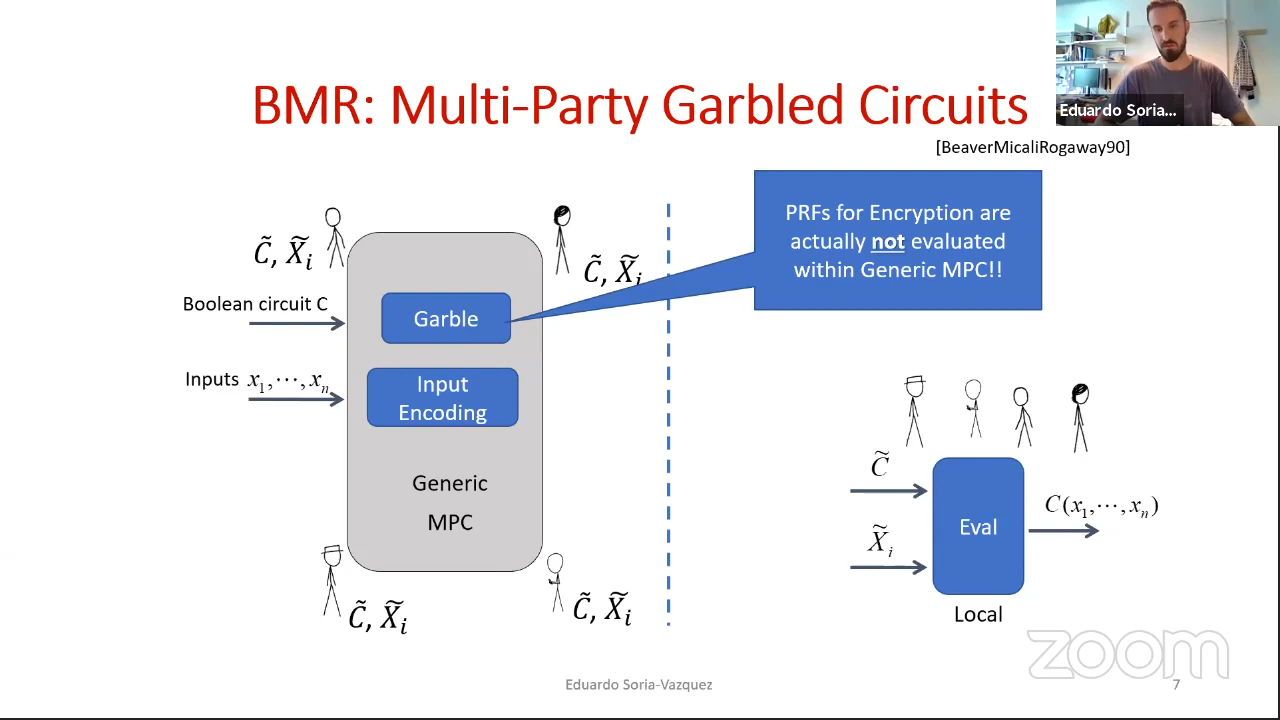 BMR: Multi-Party Garbled Circuits
Eduardo Soria...
[BeaverMicaliRogaway90]
PRFs for Encryption are
actually not evaluated
within Generic MPC!!
C̃, X̃ᵢ
C̃, X̃ᵢ
Boolean circuit C
Garble
Inputs x₁,⋯,xₙ
Input
Encoding
Generic
MPC
C̃, X̃ᵢ
C̃, X̃ᵢ
C̃
X̃ᵢ
Eval
C(x₁,⋯,xₙ)
Local
zoom
Eduardo Soria-Vazquez
7